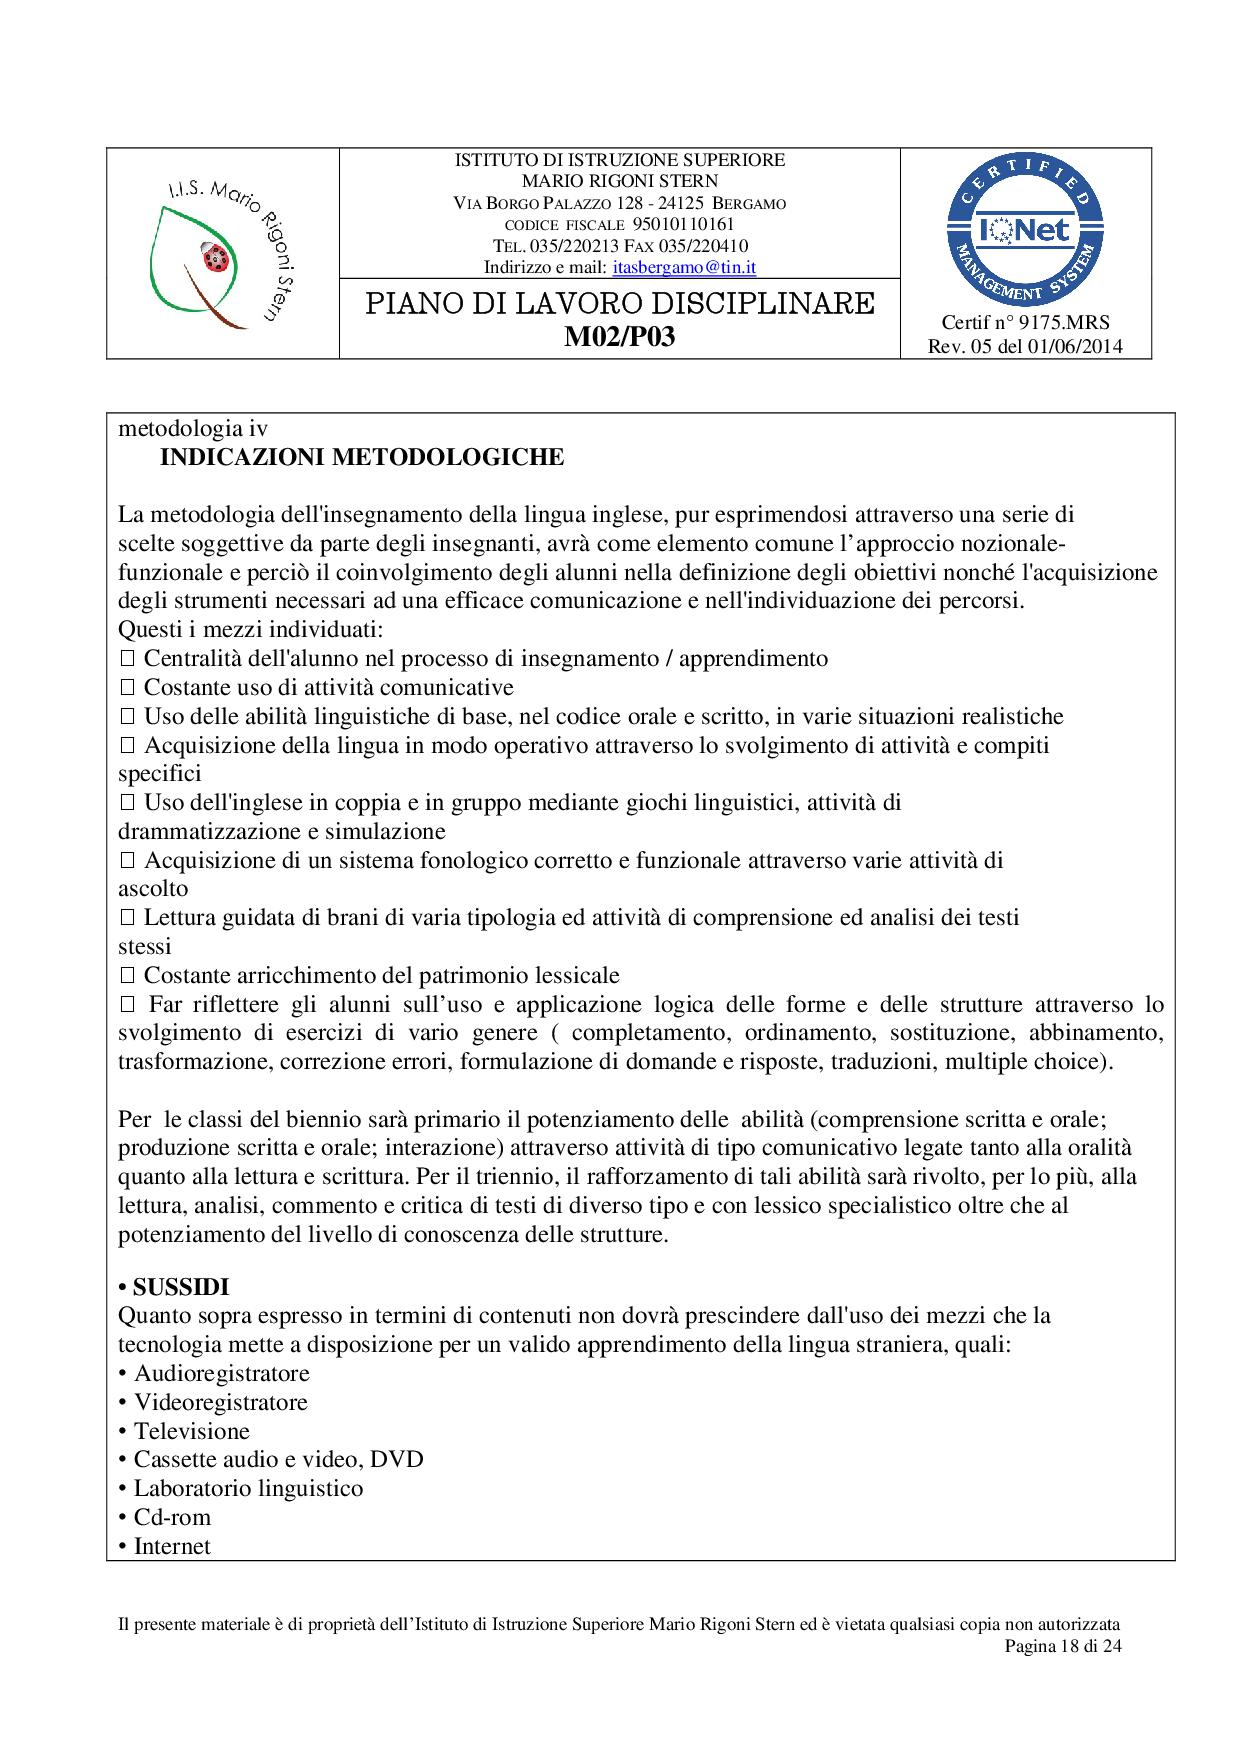 I.I.S. Mario Rigoni Stern
ISTITUTO DI ISTRUZIONE SUPERIORE
MARIO RIGONI STERN
VIA BORGO PALAZZO 128 - 24125 BERGAMO
CODICE FISCALE 95010110161
TEL. 035/220213 FAX 035/220410
Indirizzo e mail: itasbergamo@tin.it
PIANO DI LAVORO DISCIPLINARE
M02/P03
CERTIFIED
IQNet
MANAGEMENT SYSTEM
Certif n° 9175.MRS
Rev. 05 del 01/06/2014
metodologia iv
INDICAZIONI METODOLOGICHE
La metodologia dell'insegnamento della lingua inglese, pur esprimendosi attraverso una serie di
scelte soggettive da parte degli insegnanti, avrà come elemento comune l’approccio nozionale-
funzionale e perciò il coinvolgimento degli alunni nella definizione degli obiettivi nonché l'acquisizione
degli strumenti necessari ad una efficace comunicazione e nell'individuazione dei percorsi.
Questi i mezzi individuati:
□ Centralità dell'alunno nel processo di insegnamento / apprendimento
□ Costante uso di attività comunicative
□ Uso delle abilità linguistiche di base, nel codice orale e scritto, in varie situazioni realistiche
□ Acquisizione della lingua in modo operativo attraverso lo svolgimento di attività e compiti
specifici
□ Uso dell'inglese in coppia e in gruppo mediante giochi linguistici, attività di
drammatizzazione e simulazione
□ Acquisizione di un sistema fonologico corretto e funzionale attraverso varie attività di
ascolto
□ Lettura guidata di brani di varia tipologia ed attività di comprensione ed analisi dei testi
stessi
□ Costante arricchimento del patrimonio lessicale
□ Far riflettere gli alunni sull’uso e applicazione logica delle forme e delle strutture attraverso lo
svolgimento di esercizi di vario genere ( completamento, ordinamento, sostituzione, abbinamento,
trasformazione, correzione errori, formulazione di domande e risposte, traduzioni, multiple choice).
Per le classi del biennio sarà primario il potenziamento delle abilità (comprensione scritta e orale;
produzione scritta e orale; interazione) attraverso attività di tipo comunicativo legate tanto alla oralità
quanto alla lettura e scrittura. Per il triennio, il rafforzamento di tali abilità sarà rivolto, per lo più, alla
lettura, analisi, commento e critica di testi di diverso tipo e con lessico specialistico oltre che al
potenziamento del livello di conoscenza delle strutture.
• SUSSIDI
Quanto sopra espresso in termini di contenuti non dovrà prescindere dall'uso dei mezzi che la
tecnologia mette a disposizione per un valido apprendimento della lingua straniera, quali:
• Audioregistratore
• Videoregistratore
• Televisione
• Cassette audio e video, DVD
• Laboratorio linguistico
• Cd-rom
• Internet
Il presente materiale è di proprietà dell’Istituto di Istruzione Superiore Mario Rigoni Stern ed è vietata qualsiasi copia non autorizzata
Pagina 18 di 24